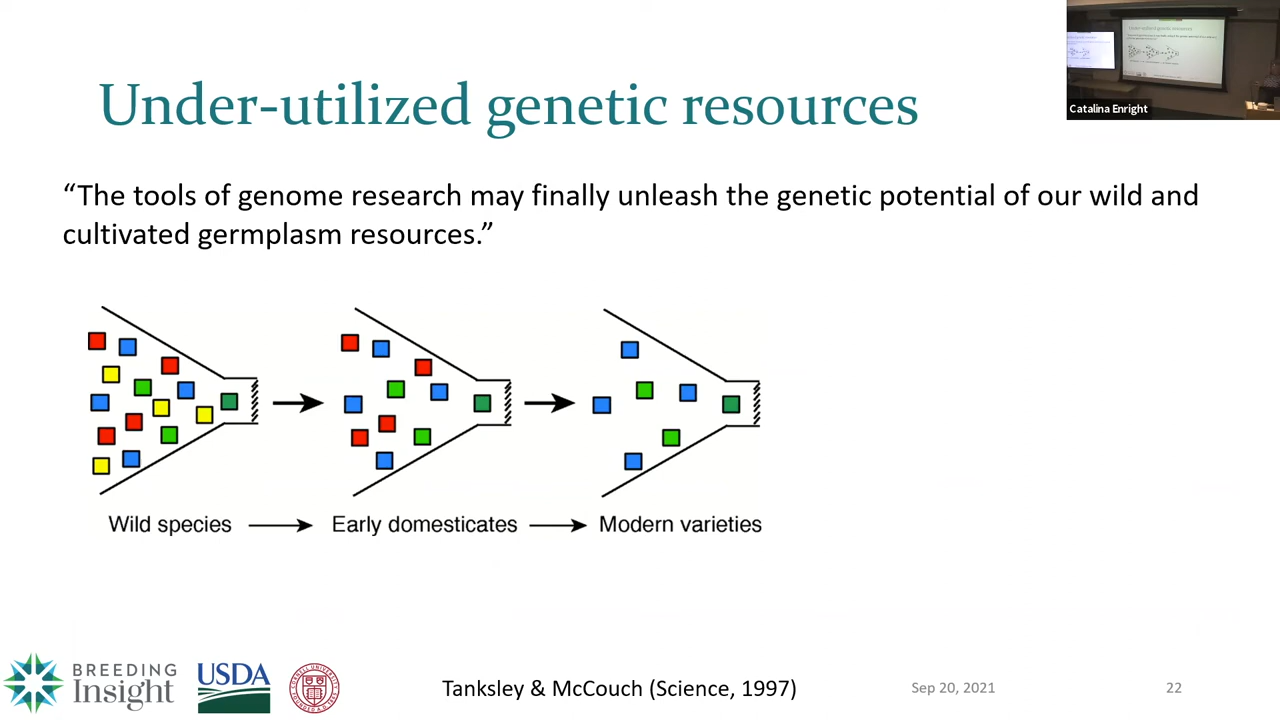 Under-utilized genetic resources
Catalina Enright
“The tools of genome research may finally unleash the genetic potential of our wild and
cultivated germplasm resources.”
Wild species
Early domesticates
Modern varieties
BREEDING
Insight
USDA
Tanksley & McCouch (Science, 1997)
Sep 20, 2021
22